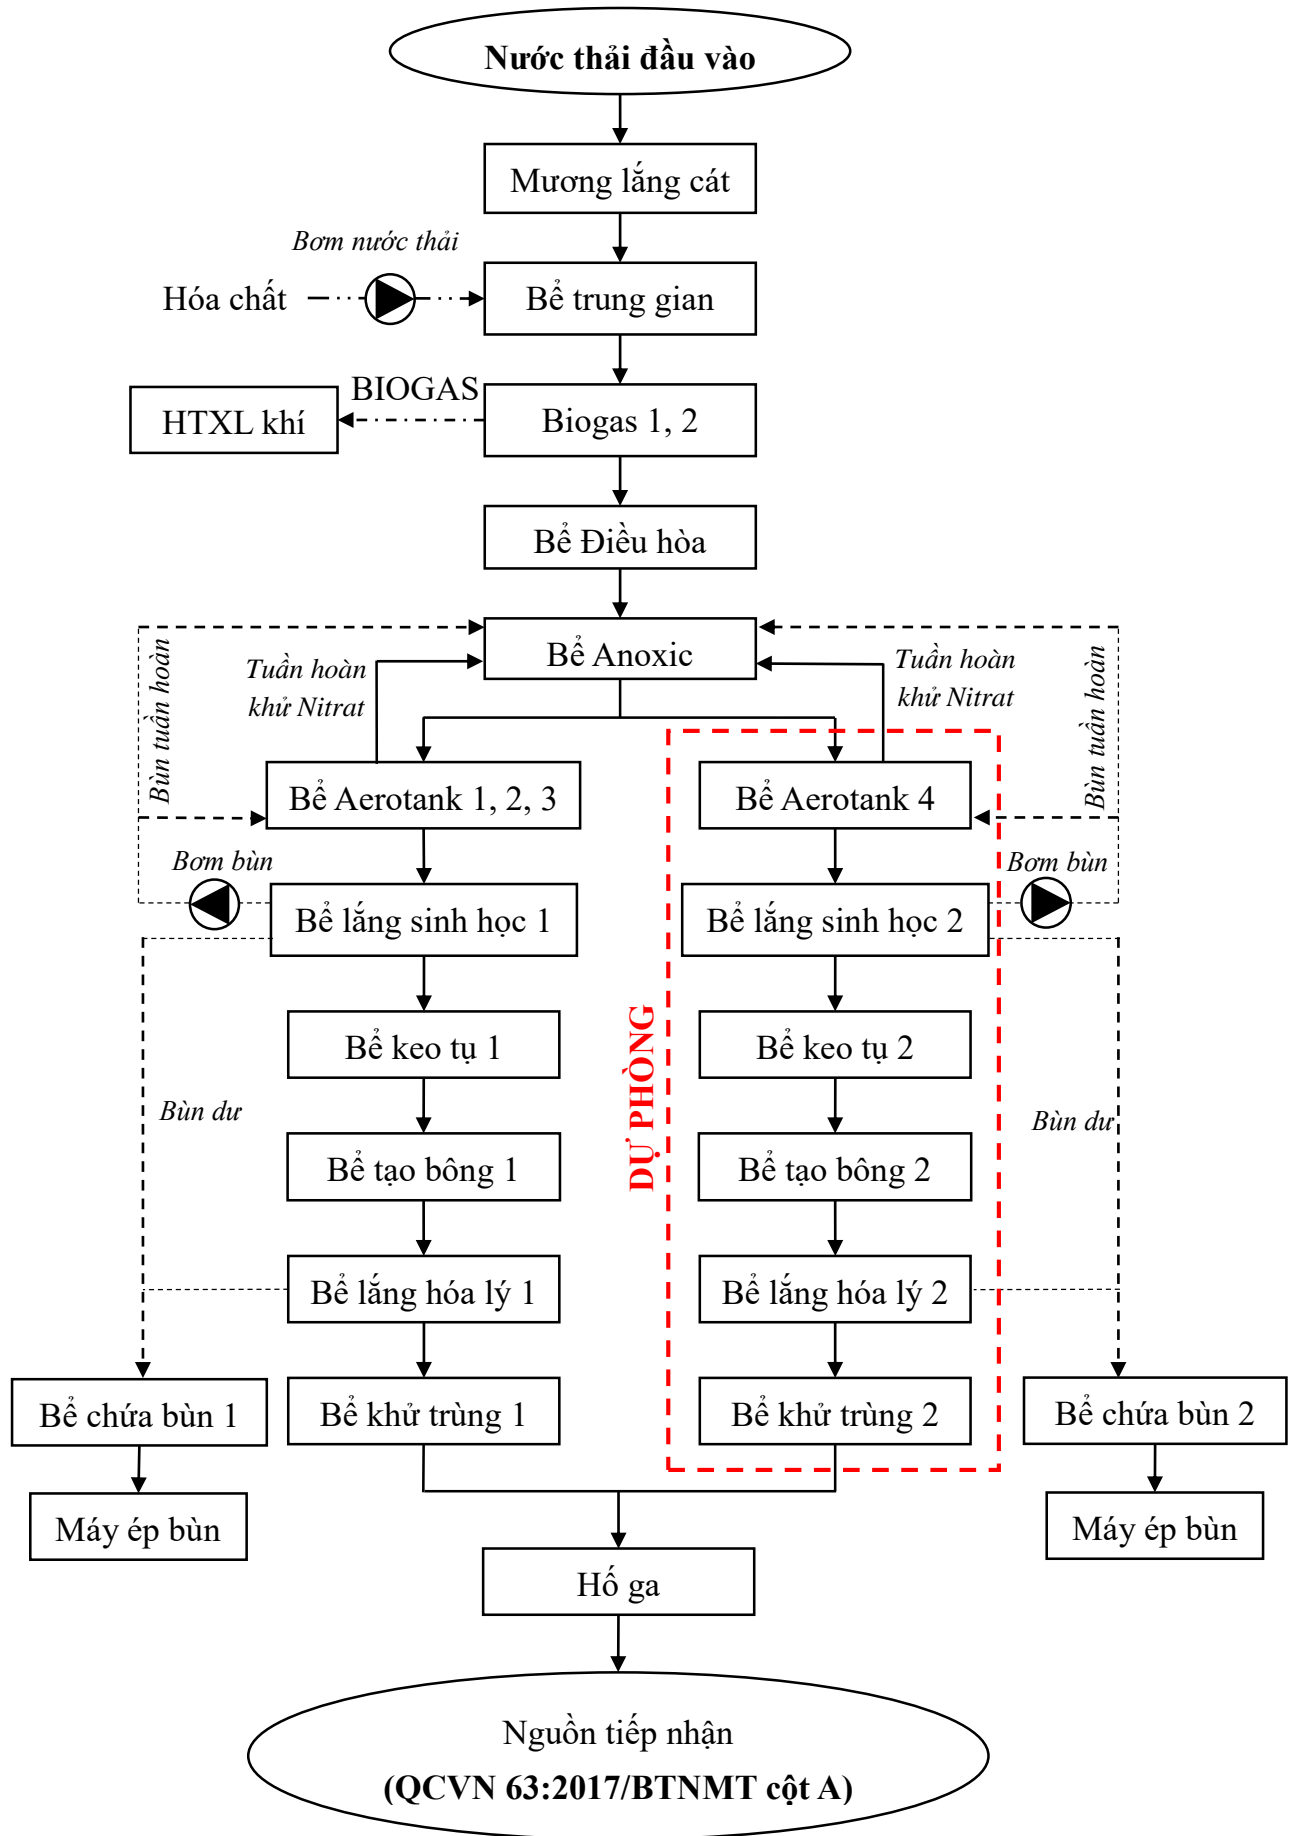 Nước thải đầu vào
Mương lắng cát
Bơm nước thải
Hóa chất
Bể trung gian
BIOGAS
HTXL khí
Biogas 1, 2
Bể Điều hòa
Bể Anoxic
Bùn tuần hoàn
Tuần hoàn
khử Nitrat
Tuần hoàn
khử Nitrat
Bùn tuần hoàn
Bể Aerotank 1, 2, 3
Bể Aerotank 4
Bơm bùn
Bơm bùn
Bể lắng sinh học 1
Bể lắng sinh học 2
DỰ PHÒNG
Bể keo tụ 1
Bể keo tụ 2
Bùn dư
Bùn dư
Bể tạo bông 1
Bể tạo bông 2
Bể lắng hóa lý 1
Bể lắng hóa lý 2
Bể chứa bùn 1
Bể khử trùng 1
Bể khử trùng 2
Bể chứa bùn 2
Máy ép bùn
Máy ép bùn
Hố ga
Nguồn tiếp nhận
(QCVN 63:2017/BTNMT cột A)